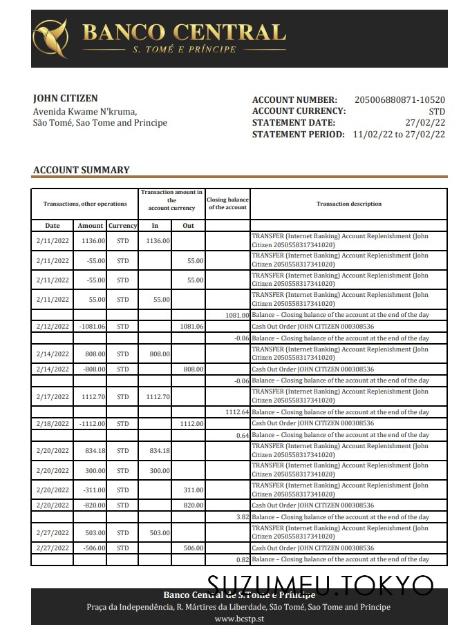 BANCO CENTRAL
S. TOMÉ E PRÍNCIPE
JOHN CITIZEN
Avenida Kwame N'kruma,
São Tomé, Sao Tome and Principe
ACCOUNT NUMBER: 205006880871-10520
ACCOUNT CURRENCY: STD
STATEMENT DATE: 27/02/22
STATEMENT PERIOD: 11/02/22 to 27/02/22
ACCOUNT SUMMARY
Transactions, other operations
Transaction amount in
the
account currency
Closing balance
of the account
Transaction description
Date Amount Currency In Out
2/11/2022 1136.00 STD 1136.00 TRANSFER (Internet Banking) Account Replenishment (John
Citizen 2050558317341020)
2/11/2022 -55.00 STD 55.00 TRANSFER (Internet Banking) Account Replenishment (John
Citizen 2050558317341020)
2/11/2022 -55.00 STD 55.00 TRANSFER (Internet Banking) Account Replenishment (John
Citizen 2050558317341020)
2/11/2022 55.00 STD 55.00 TRANSFER (Internet Banking) Account Replenishment (John
Citizen 2050558317341020)
1081.00 Balance – Closing balance of the account at the end of the day
2/12/2022 -1081.06 STD 1081.06 Cash Out Order JOHN CITIZEN 000308536
-0.06 Balance – Closing balance of the account at the end of the day
2/14/2022 808.00 STD 808.00 TRANSFER (Internet Banking) Account Replenishment (John
Citizen 2050558317341020)
2/14/2022 -808.00 STD 808.00 Cash Out Order JOHN CITIZEN 000308536
-0.06 Balance – Closing balance of the account at the end of the day
2/17/2022 1112.70 STD 1112.70 TRANSFER (Internet Banking) Account Replenishment (John
Citizen 2050558317341020)
1112.64 Balance – Closing balance of the account at the end of the day
2/18/2022 -1112.00 STD 1112.00 Cash Out Order JOHN CITIZEN 000308536
0.64 Balance – Closing balance of the account at the end of the day
2/20/2022 834.18 STD 834.18 TRANSFER (Internet Banking) Account Replenishment (John
Citizen 2050558317341020)
2/20/2022 300.00 STD 300.00 TRANSFER (Internet Banking) Account Replenishment (John
Citizen 2050558317341020)
2/20/2022 -311.00 STD 311.00 TRANSFER (Internet Banking) Account Replenishment (John
Citizen 2050558317341020)
2/20/2022 -820.00 STD 820.00 Cash Out Order JOHN CITIZEN 000308536
3.82 Balance – Closing balance of the account at the end of the day
2/27/2022 503.00 STD 503.00 TRANSFER (Internet Banking) Account Replenishment (John
Citizen 2050558317341020)
2/27/2022 -506.00 STD 506.00 Cash Out Order JOHN CITIZEN 000308536
0.82 Balance – Closing balance of the account at the end of the day
SUZUMEU.TOKYO
Banco Central de S.Tomé e Príncipe
Praça da Independência, R. Mártires da Liberdade, São Tomé, Sao Tome and Principe
www.bcstp.st